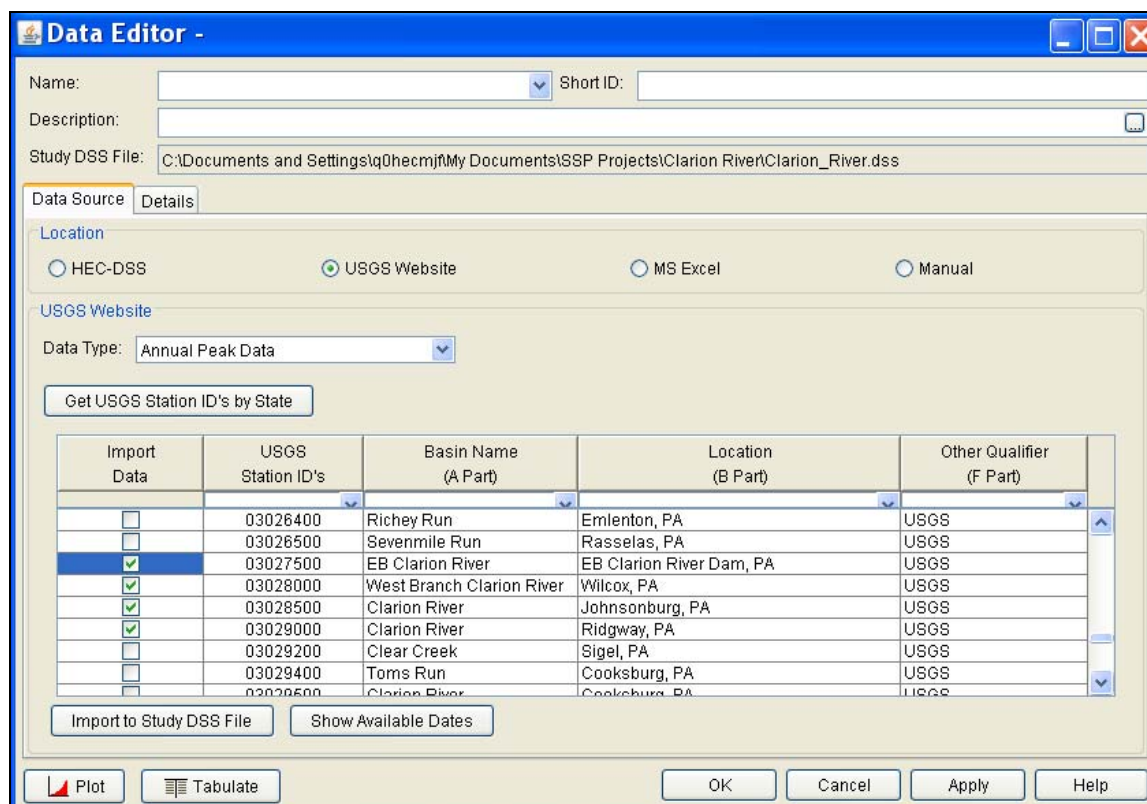 Data Editor -
Name:
Short ID:
Description:
...
Study DSS File: C:\Documents and Settings\q0hecmjf\My Documents\SSP Projects\Clarion River\Clarion_River.dss
Data Source Details
Location
HEC-DSS USGS Website MS Excel Manual
USGS Website
Data Type: Annual Peak Data
Get USGS Station ID's by State
Import Data USGS Station ID's Basin Name (A Part) Location (B Part) Other Qualifier (F Part)
03026400 Richey Run Emlenton, PA USGS
03026500 Sevenmile Run Rasselas, PA USGS
03027500 EB Clarion River EB Clarion River Dam, PA USGS
03028000 West Branch Clarion River Wilcox, PA USGS
03028500 Clarion River Johnsonburg, PA USGS
03029000 Clarion River Ridgway, PA USGS
03029200 Clear Creek Sigel, PA USGS
03029400 Toms Run Cooksburg, PA USGS
03029500 Clarion River Cooksburg, PA USGS
Import to Study DSS File Show Available Dates
Plot Tabulate OK Cancel Apply Help